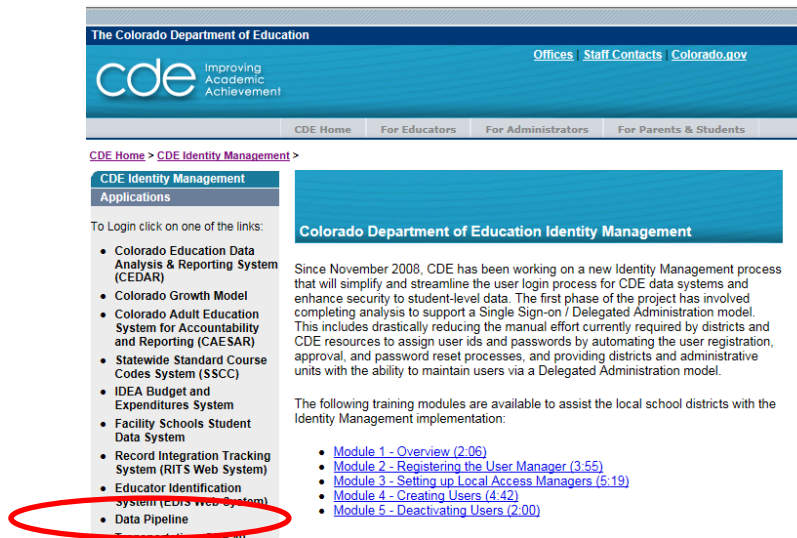 The Colorado Department of Education
Offices | Staff Contacts | Colorado.gov
cde Improving
Academic
Achievement
CDE Home For Educators For Administrators For Parents & Students
CDE Home > CDE Identity Management >
CDE Identity Management
Applications
To Login click on one of the links:
• Colorado Education Data
Analysis & Reporting System
(CEDAR)
• Colorado Growth Model
• Colorado Adult Education
System for Accountability
and Reporting (CAESAR)
• Statewide Standard Course
Codes System (SSCC)
• IDEA Budget and
Expenditures System
• Facility Schools Student
Data System
• Record Integration Tracking
System (RITS Web System)
• Educator Identification
System (EDIS Web System)
• Data Pipeline
Colorado Department of Education Identity Management
Since November 2008, CDE has been working on a new Identity Management process
that will simplify and streamline the user login process for CDE data systems and
enhance security to student-level data. The first phase of the project has involved
completing analysis to support a Single Sign-on / Delegated Administration model.
This includes drastically reducing the manual effort currently required by districts and
CDE resources to assign user ids and passwords by automating the user registration,
approval, and password reset processes, and providing districts and administrative
units with the ability to maintain users via a Delegated Administration model.
The following training modules are available to assist the local school districts with the
Identity Management implementation:
• Module 1 - Overview (2:06)
• Module 2 - Registering the User Manager (3:55)
• Module 3 - Setting up Local Access Managers (5:19)
• Module 4 - Creating Users (4:42)
• Module 5 - Deactivating Users (2:00)